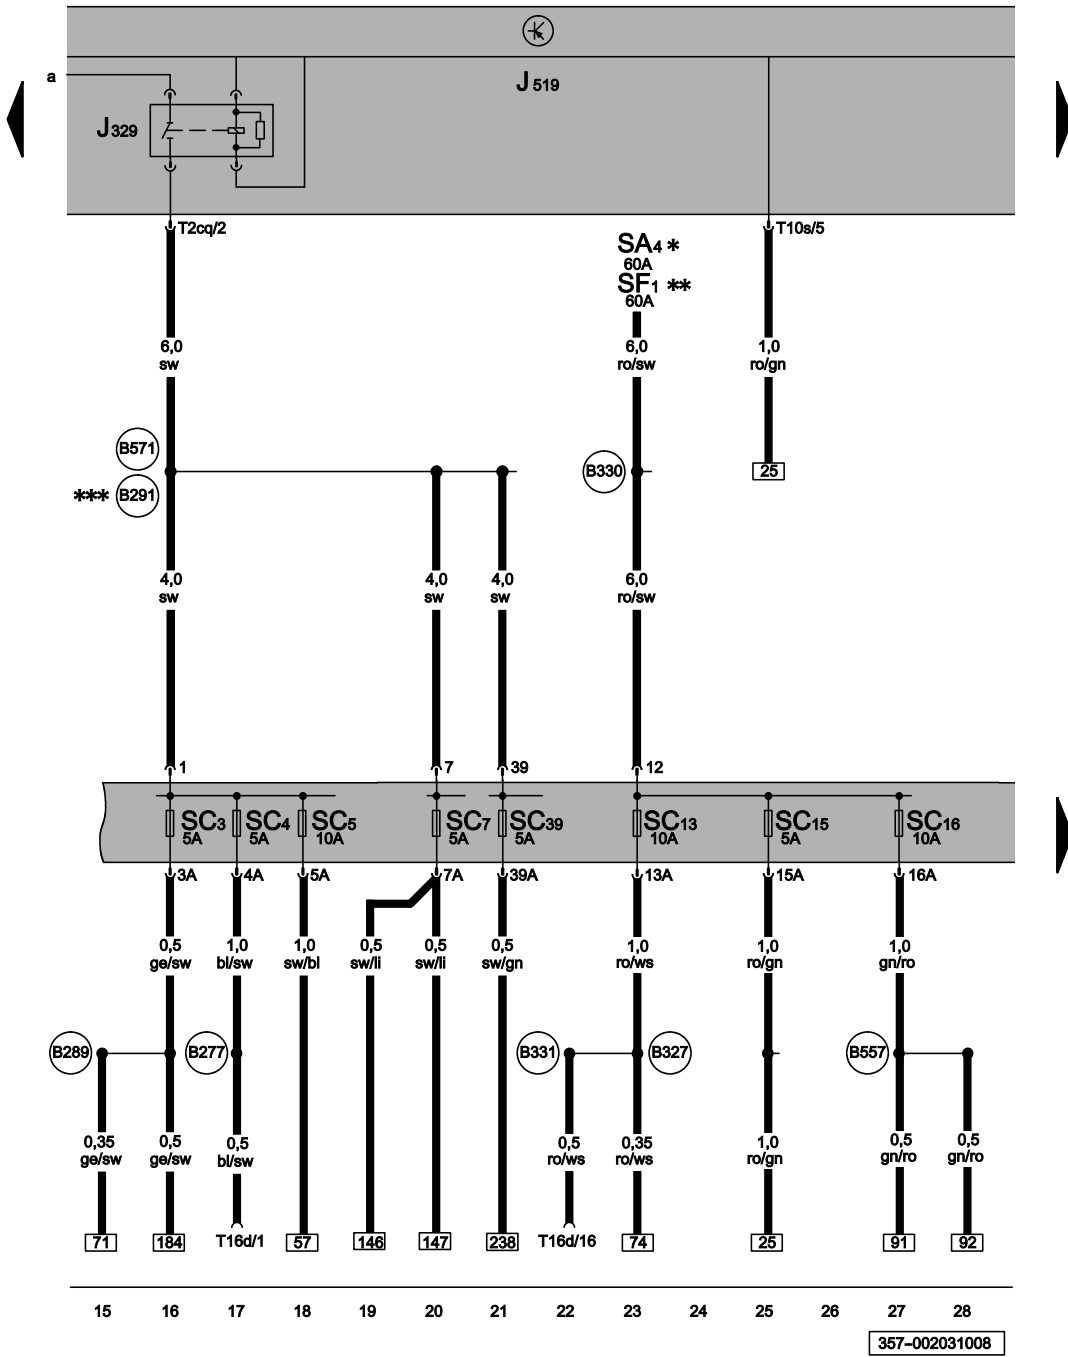 a
J519
J329
T2cq/2
T10s/5
SA4 *
60A
SF1 **
60A
6,0
sw
6,0
ro/sw
1,0
ro/gn
B571
B330
25
*** B291
4,0
sw
4,0
sw
4,0
sw
6,0
ro/sw
1
7
39
12
SC3
5A
SC4
5A
SC5
10A
SC7
5A
SC39
5A
SC13
10A
SC15
5A
SC16
10A
3A
4A
5A
7A
39A
13A
15A
16A
0,5
ge/sw
1,0
bl/sw
1,0
sw/bl
0,5
sw/li
0,5
sw/li
0,5
sw/gn
1,0
ro/ws
1,0
ro/gn
1,0
gn/ro
B289
B277
B331
B327
B557
0,35
ge/sw
0,5
ge/sw
0,5
bl/sw
0,5
ro/ws
0,35
ro/ws
1,0
ro/gn
0,5
gn/ro
0,5
gn/ro
71
184
T16d/1
57
146
147
238
T16d/16
74
25
91
92
15 16 17 18 19 20 21 22 23 24 25 26 27 28
357-002031008